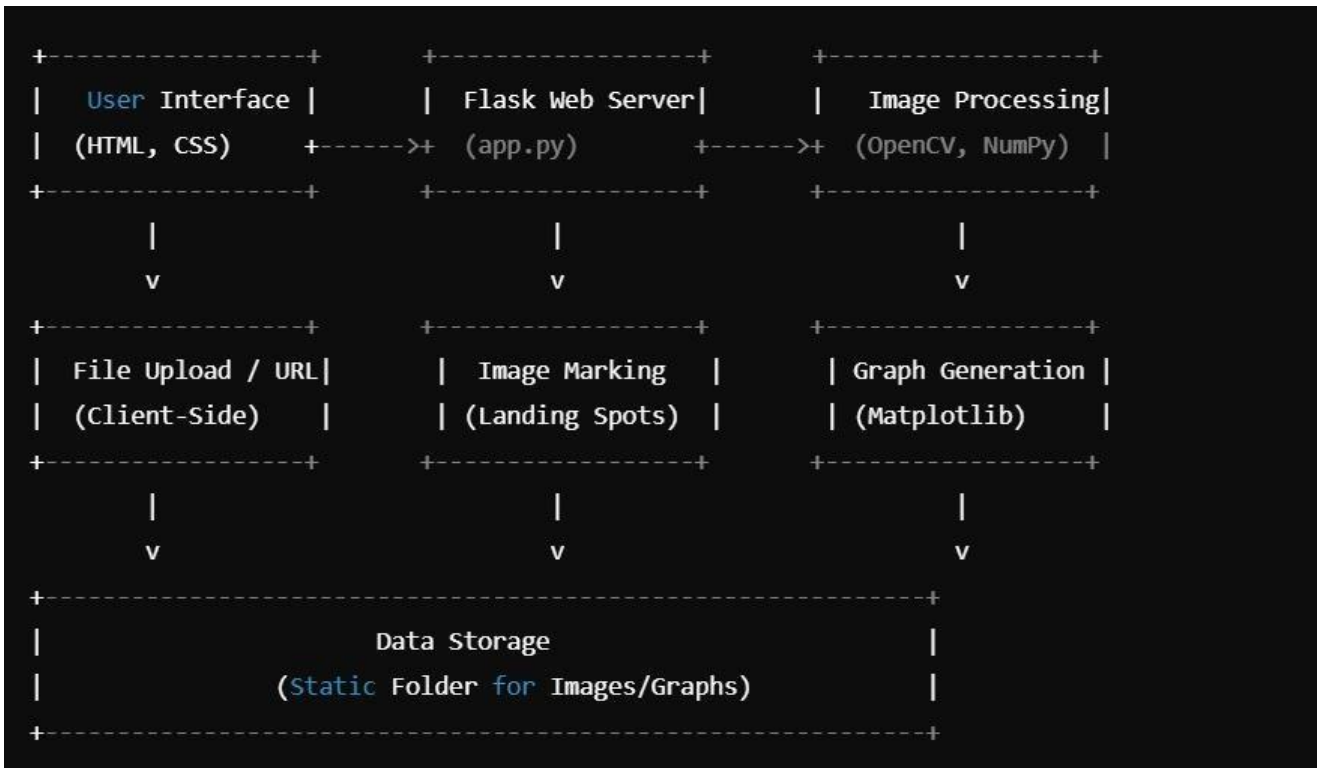 +------------------+ +------------------+ +------------------+
| User Interface | | Flask Web Server| | Image Processing|
| (HTML, CSS) +------>+ (app.py) +------>+ (OpenCV, NumPy) |
+------------------+ +------------------+ +------------------+
| | |
v v v
+------------------+ +------------------+ +------------------+
| File Upload / URL| | Image Marking | | Graph Generation |
| (Client-Side) | | (Landing Spots) | | (Matplotlib) |
+------------------+ +------------------+ +------------------+
| | |
v v v
+------------------------------------------------------------+
| Data Storage |
| (Static Folder for Images/Graphs) |
+------------------------------------------------------------+